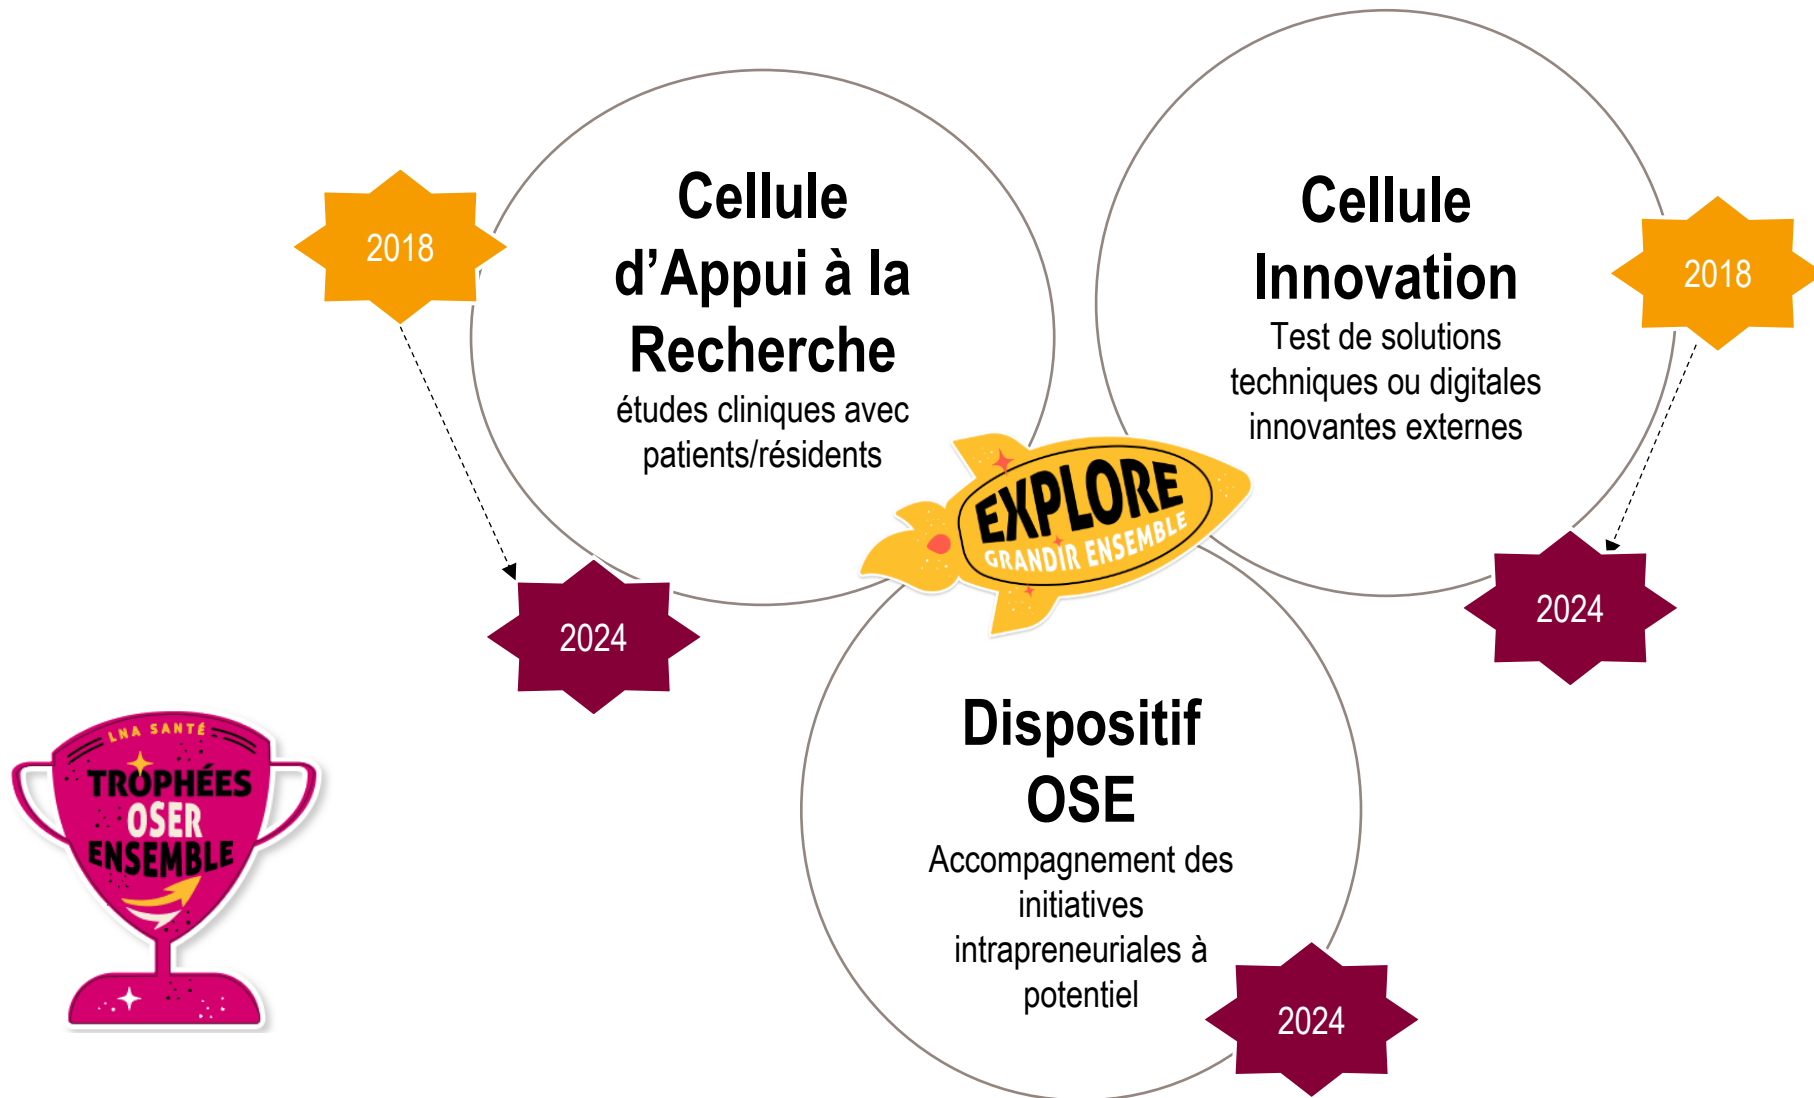 2018
Cellule
d’Appui à la
Recherche
études cliniques avec
patients/résidents
2024
Cellule
Innovation
Test de solutions
techniques ou digitales
innovantes externes
2018
2024
EXPLORE
GRANDIR ENSEMBLE
Dispositif
OSE
Accompagnement des
initiatives
intrapreneuriales à
potentiel
2024
LNA SANTÉ
TROPHÉES
OSER
ENSEMBLE